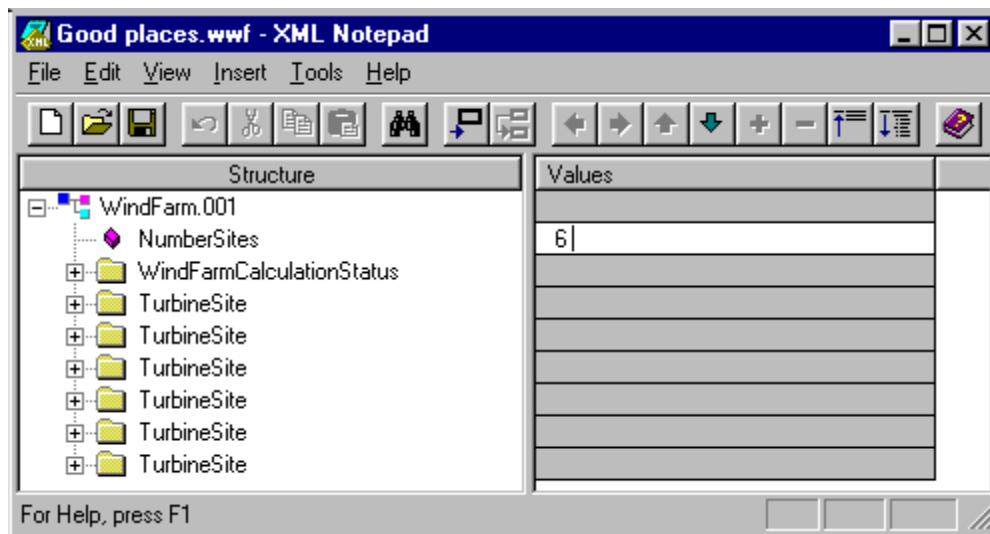 Good places.wwf - XML Notepad
File Edit View Insert Tools Help
Structure Values
WindFarm.001
NumberSites 6
WindFarmCalculationStatus
TurbineSite
TurbineSite
TurbineSite
TurbineSite
TurbineSite
TurbineSite
For Help, press F1